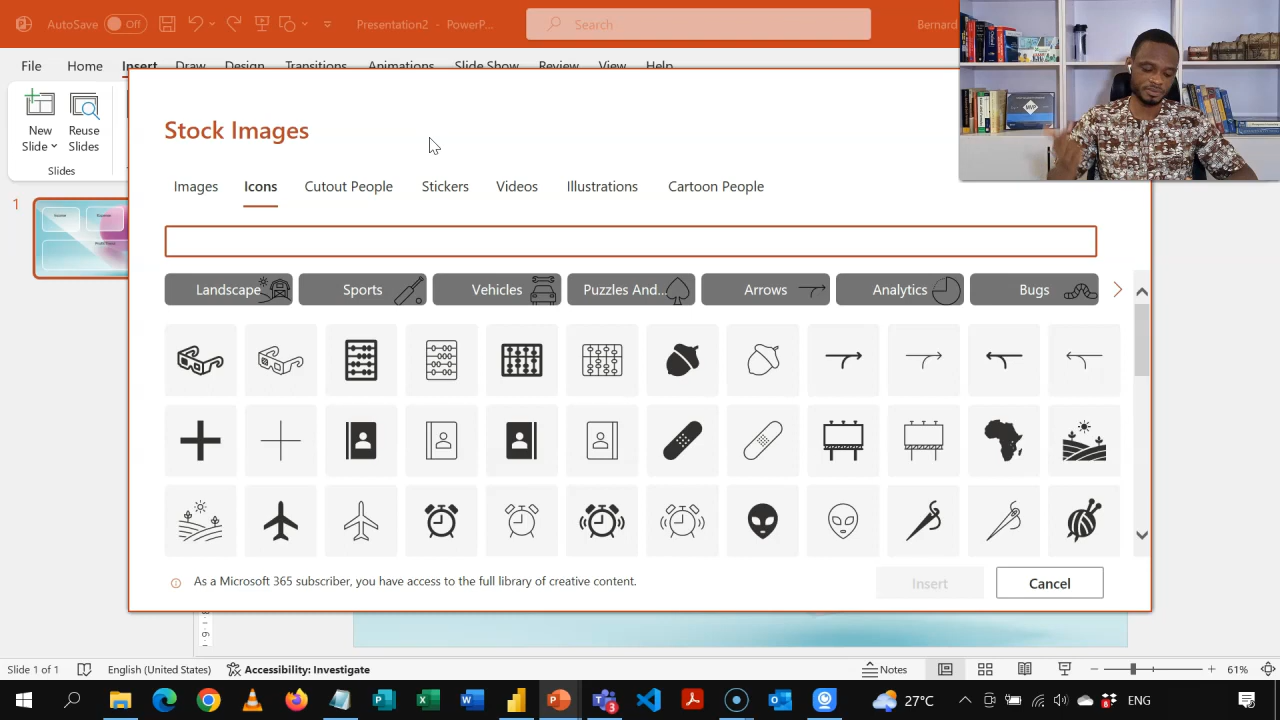 AutoSave Off Presentation2 - PowerP... Search Bernard
File Home Insert Draw Design Transitions Animations Slide Show Review View Help
New Slide
Reuse Slides
Slides
1
Stock Images
Images Icons Cutout People Stickers Videos Illustrations Cartoon People
Landscape Sports Vehicles Puzzles And... Arrows Analytics Bugs
As a Microsoft 365 subscriber, you have access to the full library of creative content.
Insert Cancel
Slide 1 of 1 English (United States) Accessibility: Investigate Notes 61%
27°C ENG